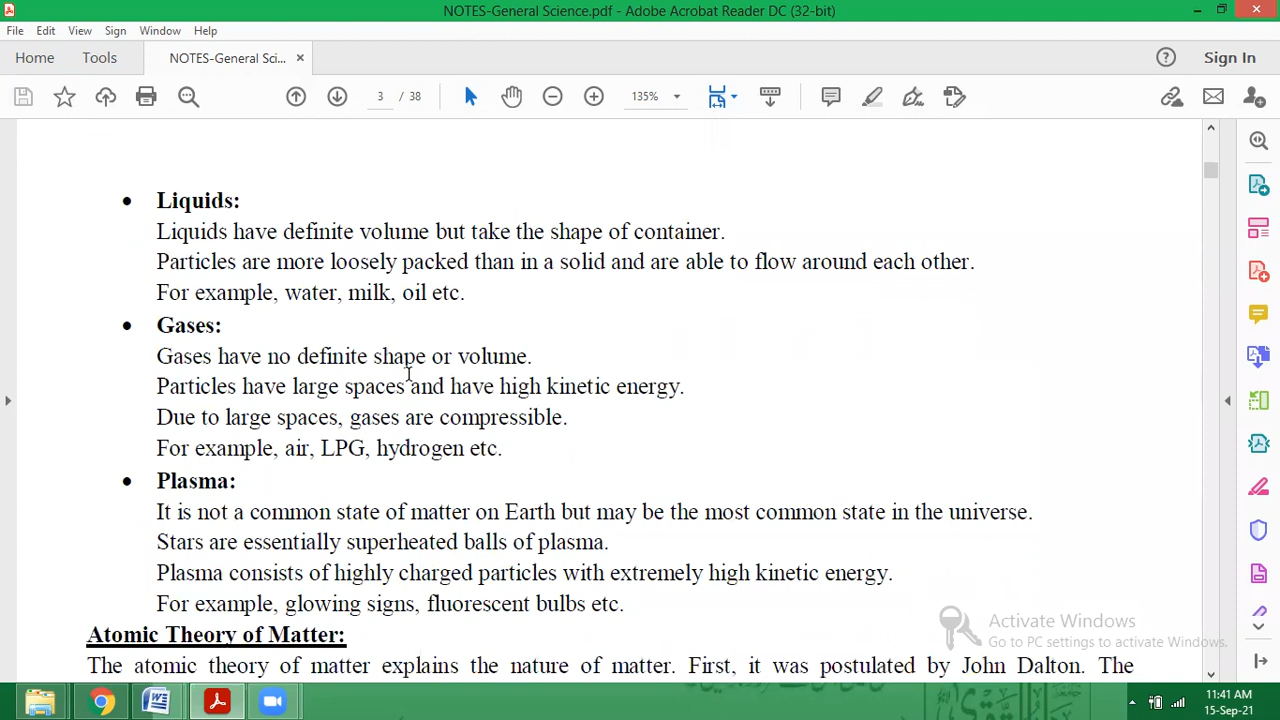 NOTES-General Science.pdf - Adobe Acrobat Reader DC (32-bit)
File Edit View Sign Window Help
Home Tools NOTES-General Sci... × Sign In
3 / 38 135%
• Liquids:
Liquids have definite volume but take the shape of container.
Particles are more loosely packed than in a solid and are able to flow around each other.
For example, water, milk, oil etc.
• Gases:
Gases have no definite shape or volume.
Particles have large spaces and have high kinetic energy.
Due to large spaces, gases are compressible.
For example, air, LPG, hydrogen etc.
• Plasma:
It is not a common state of matter on Earth but may be the most common state in the universe.
Stars are essentially superheated balls of plasma.
Plasma consists of highly charged particles with extremely high kinetic energy.
For example, glowing signs, fluorescent bulbs etc.
Activate Windows
Go to PC settings to activate Windows.
Atomic Theory of Matter:
The atomic theory of matter explains the nature of matter. First, it was postulated by John Dalton. The
11:41 AM
15-Sep-21